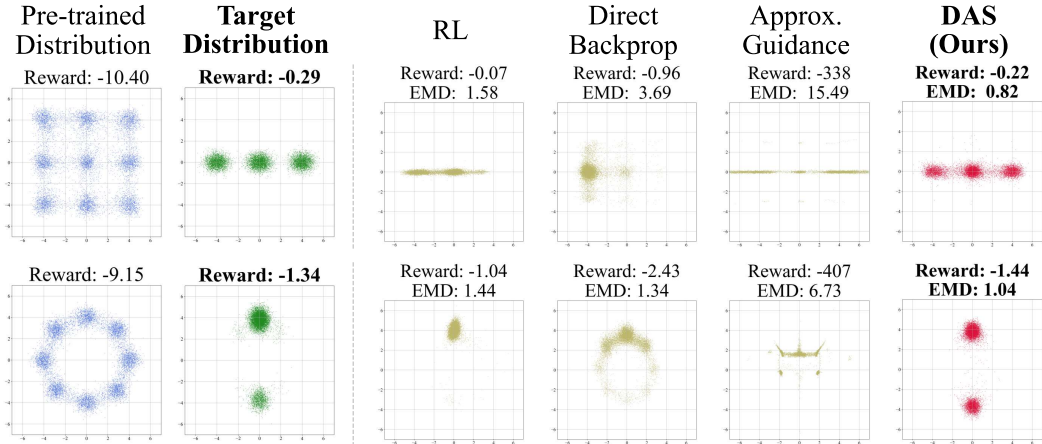 Pre-trained
Distribution
Target
Distribution
RL
Direct
Backprop
Approx.
Guidance
DAS
(Ours)
Reward: -10.40
Reward: -0.29
Reward: -0.07
EMD: 1.58
Reward: -0.96
EMD: 3.69
Reward: -338
EMD: 15.49
Reward: -0.22
EMD: 0.82
Reward: -9.15
Reward: -1.34
Reward: -1.04
EMD: 1.44
Reward: -2.43
EMD: 1.34
Reward: -407
EMD: 6.73
Reward: -1.44
EMD: 1.04